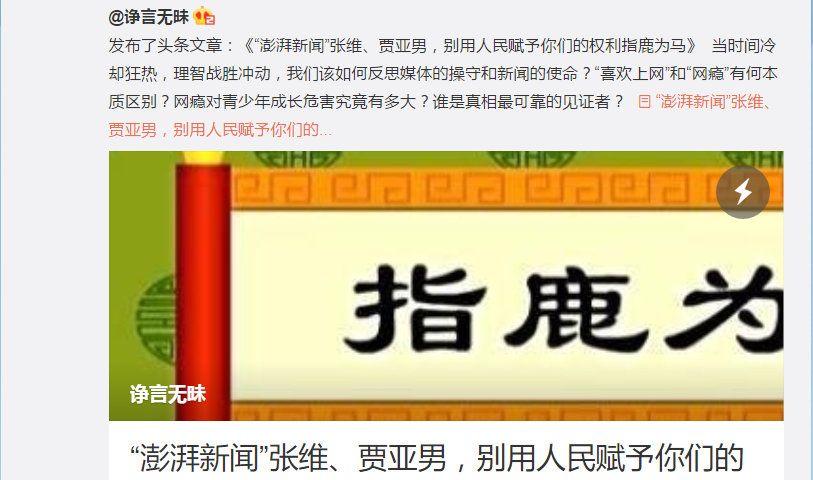 @诤言无昧
发布了头条文章：《“澎湃新闻”张维、贾亚男，别用人民赋予你们的权利指鹿为马》 当时间冷
却狂热，理智战胜冲动，我们该如何反思媒体的操守和新闻的使命？“喜欢上网”和“网瘾”有何本
质区别？网瘾对青少年成长危害究竟有多大？谁是真相最可靠的见证者？ “澎湃新闻”张维、
贾亚男，别用人民赋予你们的...
指鹿为
诤言无昧
“澎湃新闻”张维、贾亚男，别用人民赋予你们的